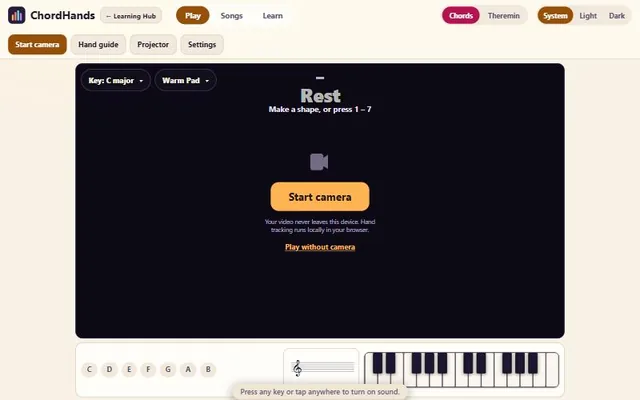 ChordHands
← Learning Hub
Play
Songs
Learn
Chords
Theremin
System
Light
Dark
Start camera
Hand guide
Projector
Settings
Key: C major
Warm Pad
–
Rest
Make a shape, or press 1 – 7
Start camera
Your video never leaves this device. Hand
tracking runs locally in your browser.
Play without camera
C D E F G A B
Press any key or tap anywhere to turn on sound.